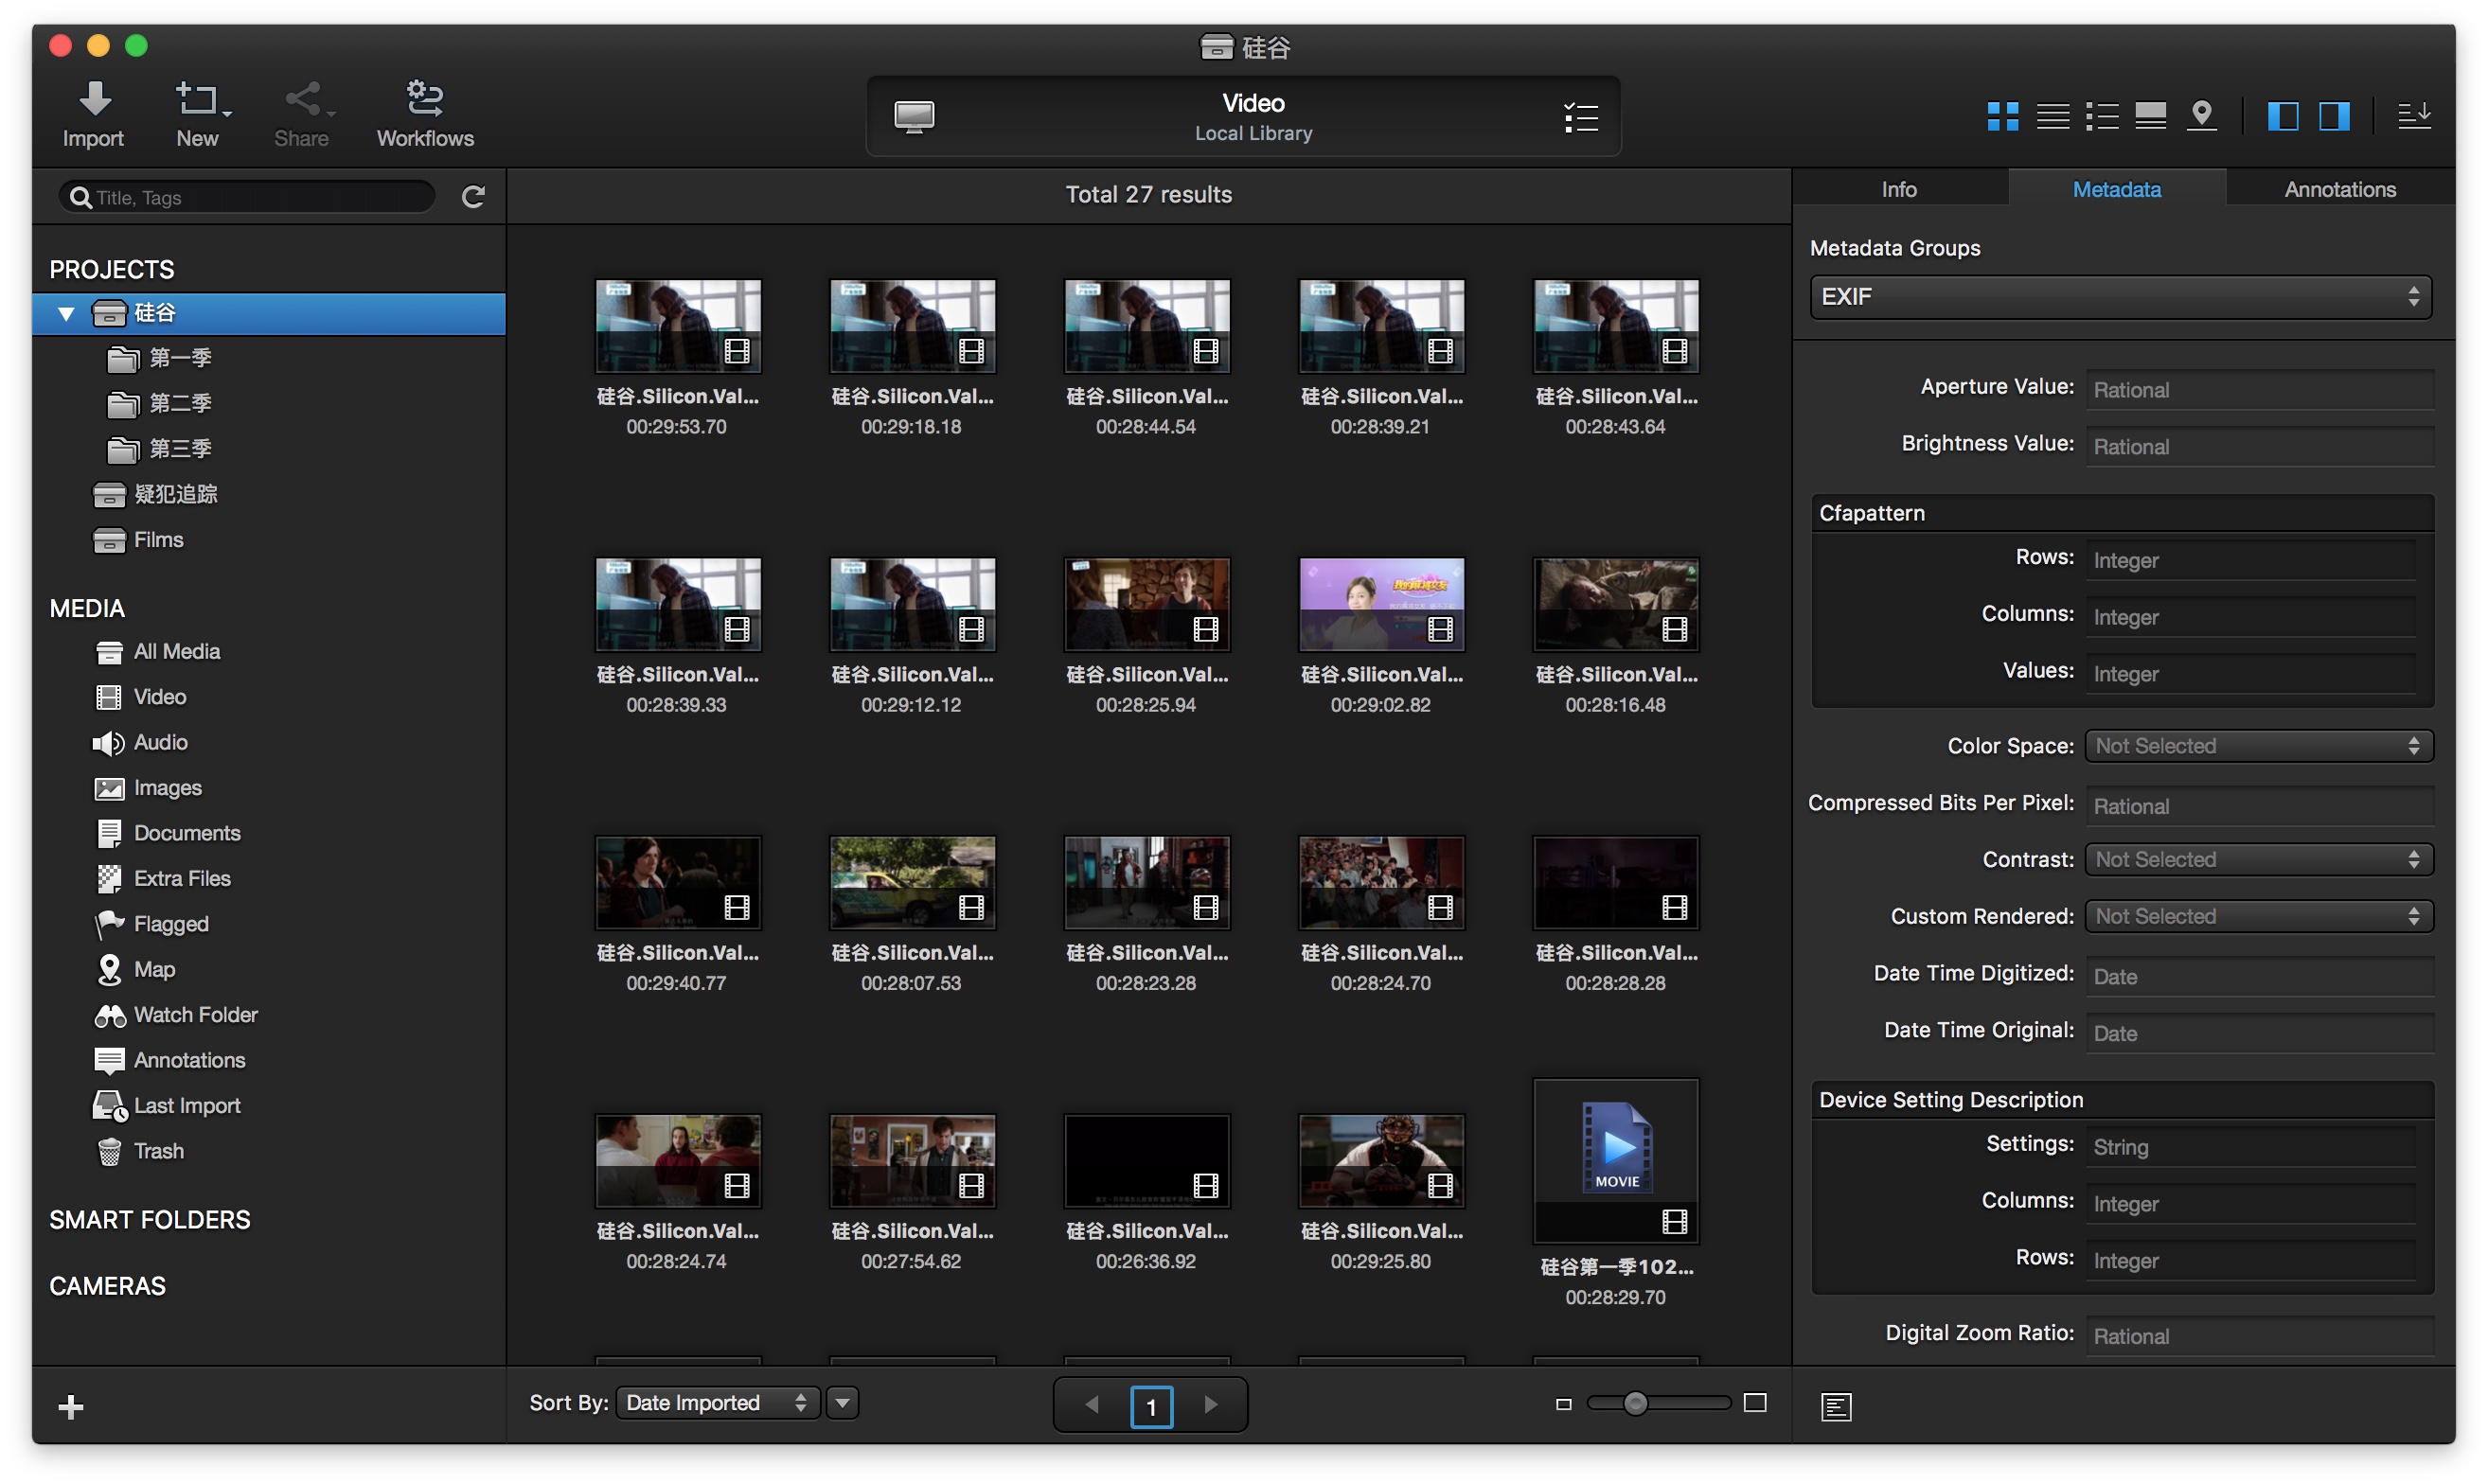 硅谷
Import
New
Share
Workflows
Video
Local Library
Title, Tags
Total 27 results
Info
Metadata
Annotations
PROJECTS
硅谷
第一季
第二季
第三季
疑犯追踪
Films
MEDIA
All Media
Video
Audio
Images
Documents
Extra Files
Flagged
Map
Watch Folder
Annotations
Last Import
Trash
SMART FOLDERS
CAMERAS
硅谷.Silicon.Val... 硅谷.Silicon.Val... 硅谷.Silicon.Val... 硅谷.Silicon.Val... 硅谷.Silicon.Val...
00:29:53.70 00:29:18.18 00:28:44.54 00:28:39.21 00:28:43.64
硅谷.Silicon.Val... 硅谷.Silicon.Val... 硅谷.Silicon.Val... 硅谷.Silicon.Val... 硅谷.Silicon.Val...
00:28:39.33 00:29:12.12 00:28:25.94 00:29:02.82 00:28:16.48
硅谷.Silicon.Val... 硅谷.Silicon.Val... 硅谷.Silicon.Val... 硅谷.Silicon.Val... 硅谷.Silicon.Val...
00:29:40.77 00:28:07.53 00:28:23.28 00:28:24.70 00:28:28.28
MOVIE
硅谷.Silicon.Val... 硅谷.Silicon.Val... 硅谷.Silicon.Val... 硅谷.Silicon.Val... 硅谷第一季102...
00:28:24.74 00:27:54.62 00:26:36.92 00:29:25.80 00:28:29.70
Sort By: Date Imported
1
Metadata Groups
EXIF
Aperture Value: Rational
Brightness Value: Rational
Cfapattern
Rows: Integer
Columns: Integer
Values: Integer
Color Space: Not Selected
Compressed Bits Per Pixel: Rational
Contrast: Not Selected
Custom Rendered: Not Selected
Date Time Digitized: Date
Date Time Original: Date
Device Setting Description
Settings: String
Columns: Integer
Rows: Integer
Digital Zoom Ratio: Rational